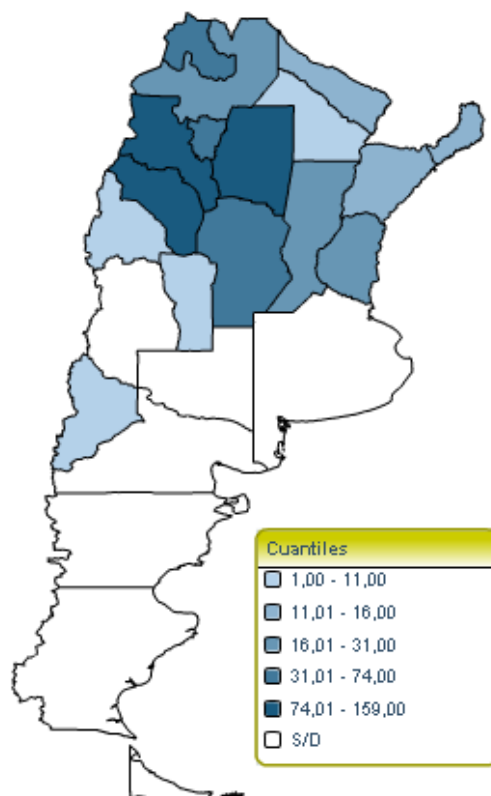 Cuantiles
1,00 - 11,00
11,01 - 16,00
16,01 - 31,00
31,01 - 74,00
74,01 - 159,00
S/D